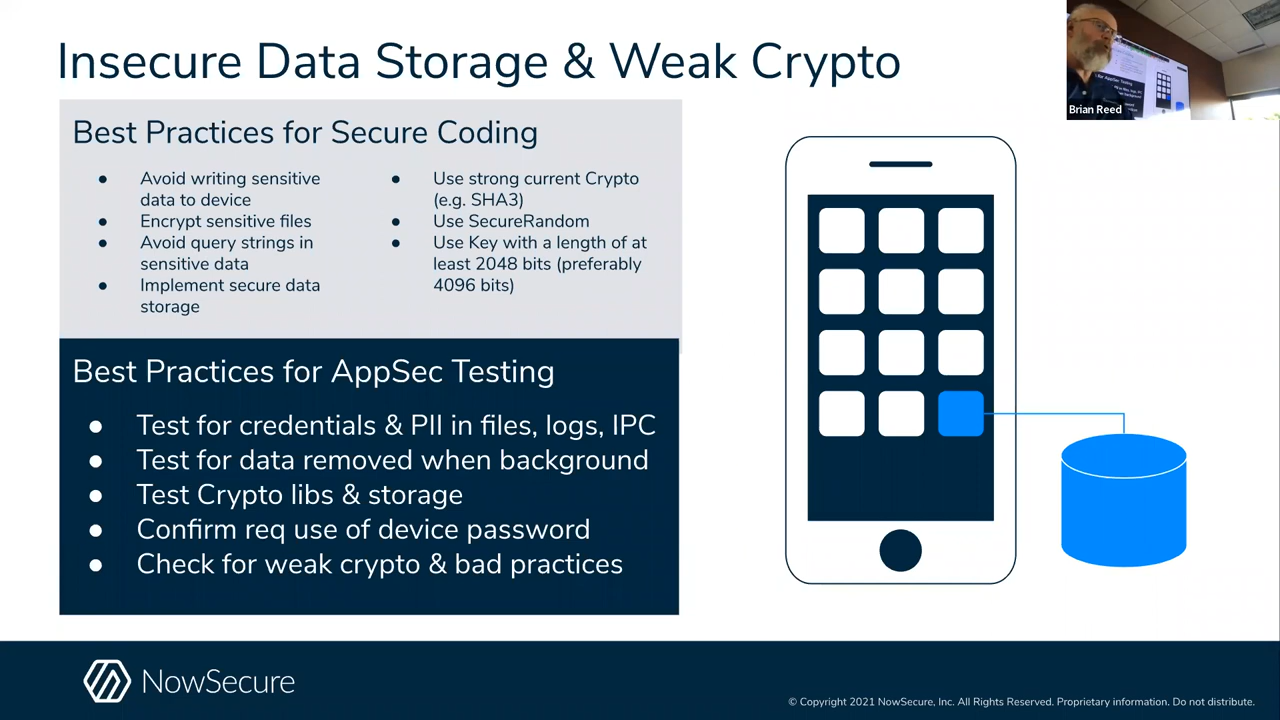 Insecure Data Storage & Weak Crypto
Brian Reed
Best Practices for Secure Coding
● Avoid writing sensitive
data to device
● Encrypt sensitive files
● Avoid query strings in
sensitive data
● Implement secure data
storage
● Use strong current Crypto
(e.g. SHA3)
● Use SecureRandom
● Use Key with a length of at
least 2048 bits (preferably
4096 bits)
Best Practices for AppSec Testing
● Test for credentials & PII in files, logs, IPC
● Test for data removed when background
● Test Crypto libs & storage
● Confirm req use of device password
● Check for weak crypto & bad practices
NowSecure
© Copyright 2021 NowSecure, Inc. All Rights Reserved. Proprietary information. Do not distribute.